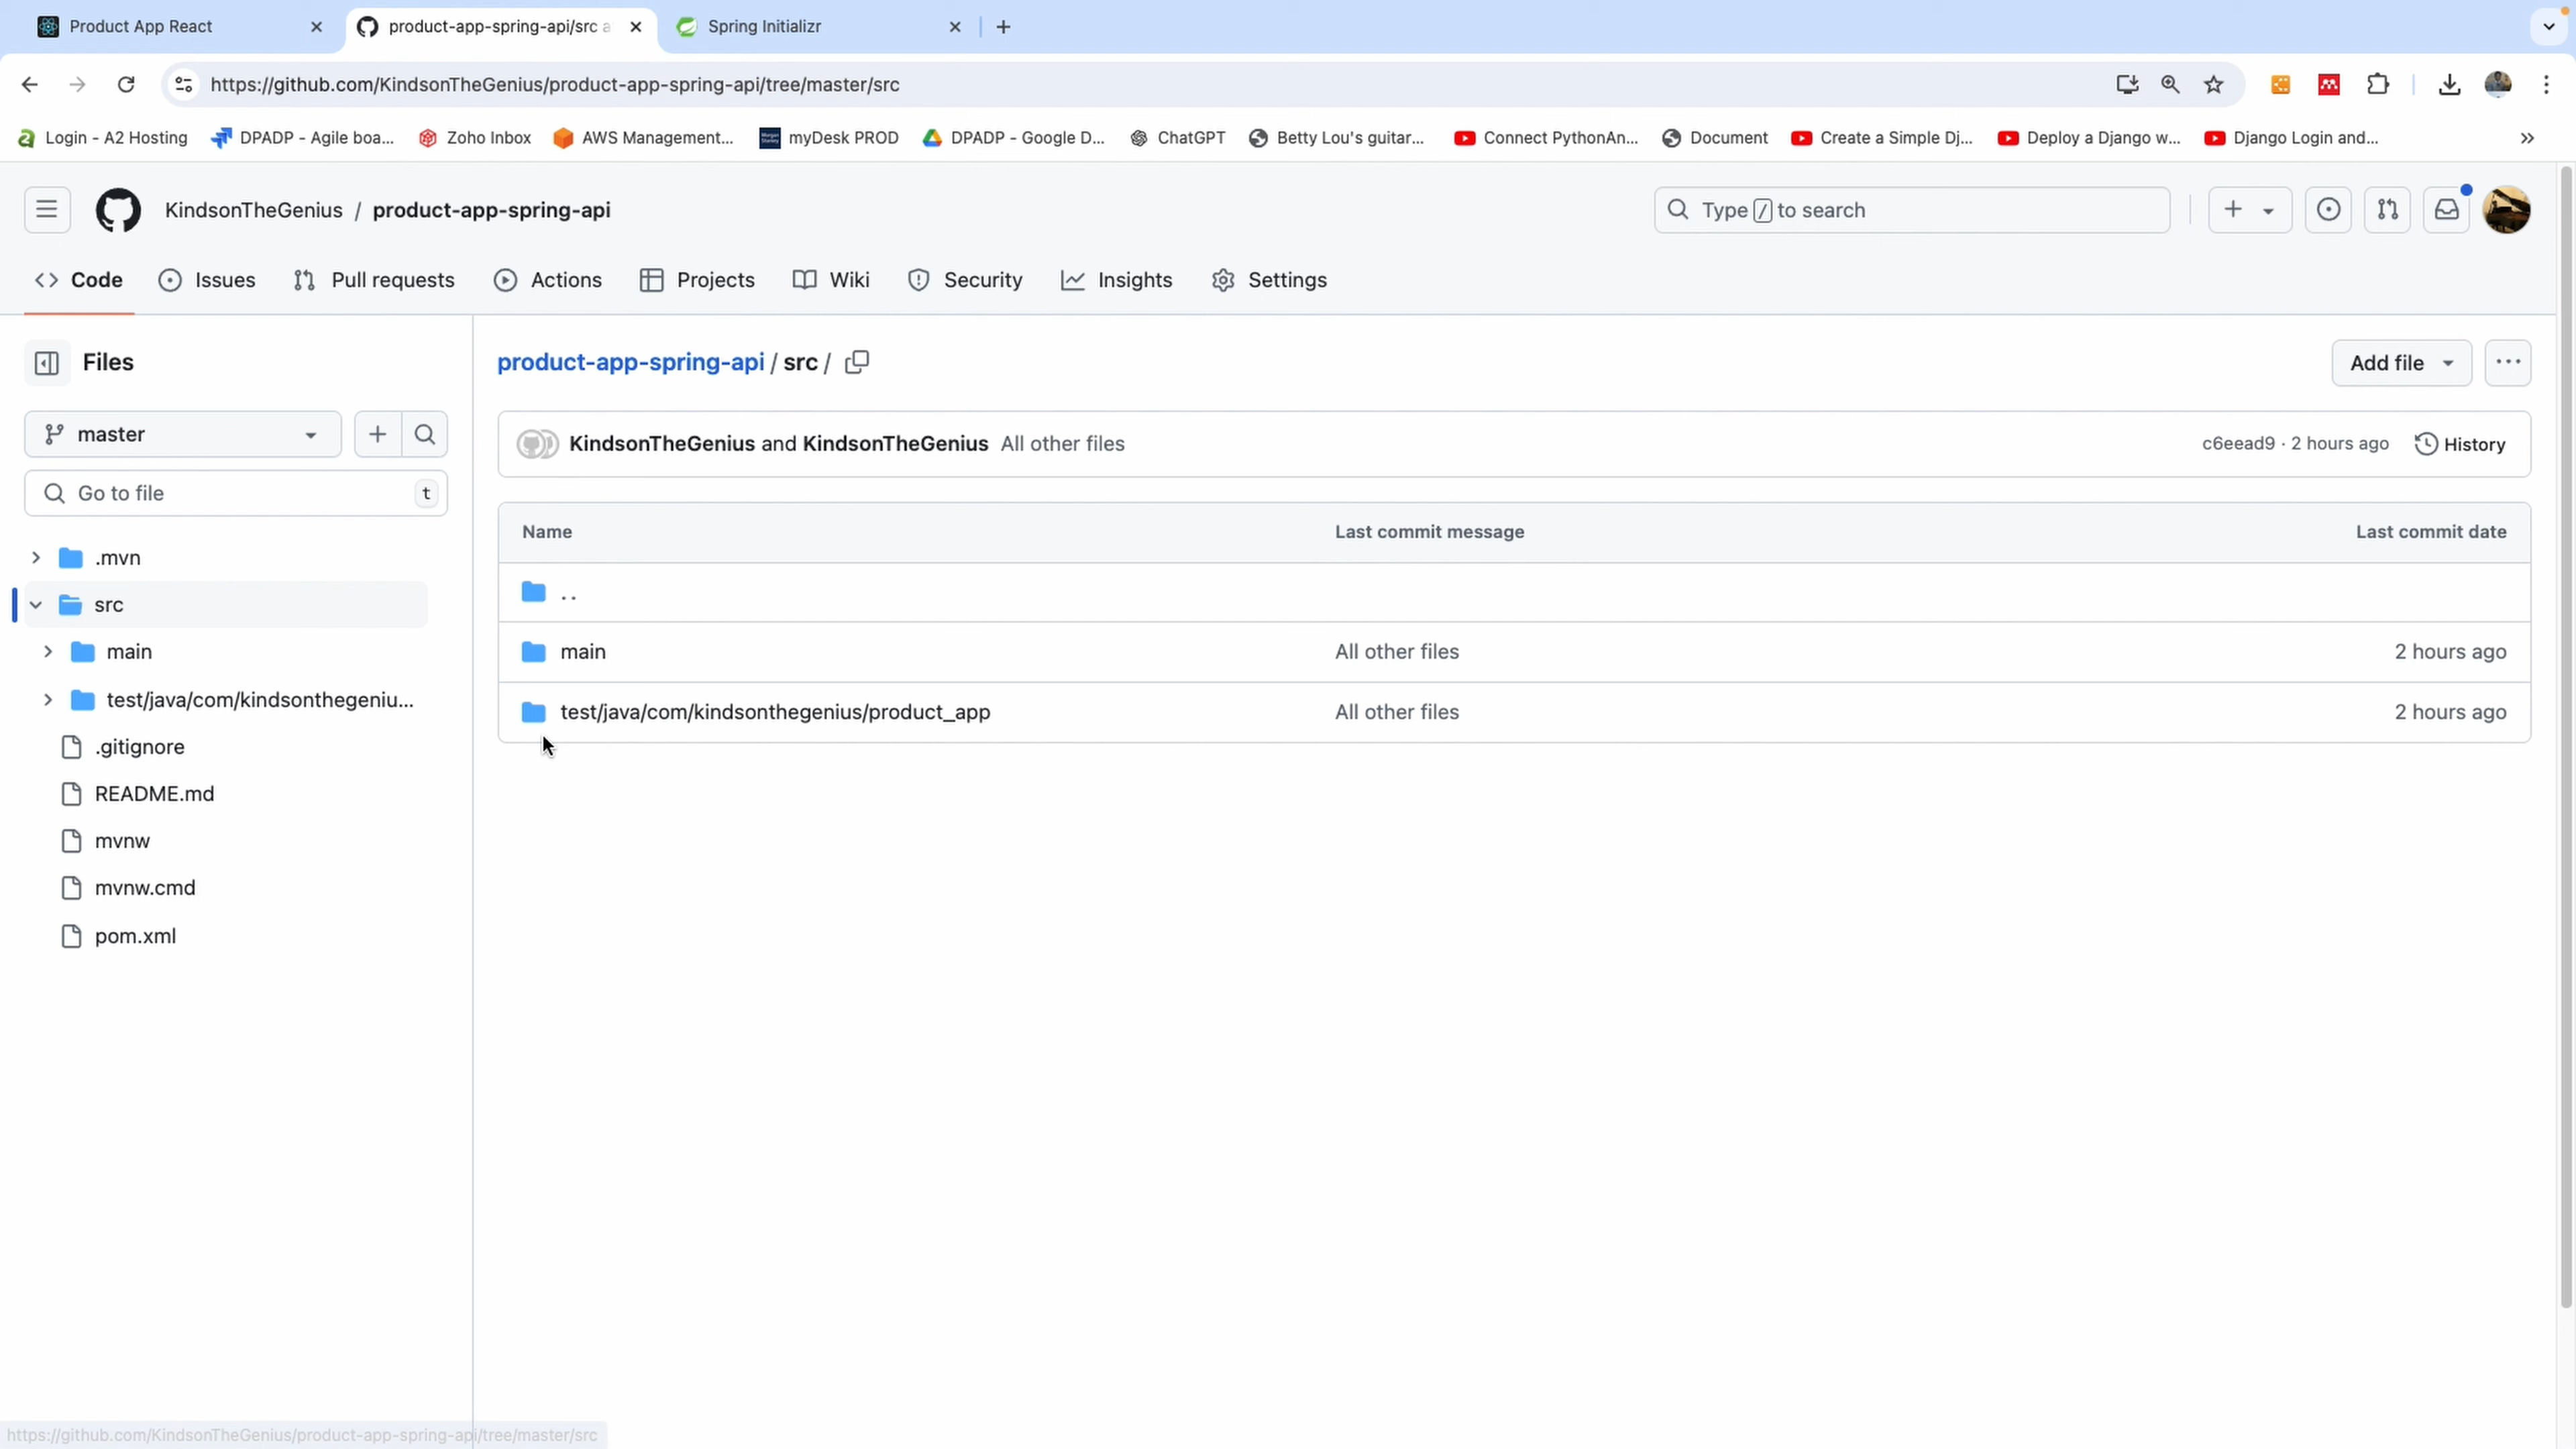 Product App React
product-app-spring-api/src a
Spring Initializr
https://github.com/KindsonTheGenius/product-app-spring-api/tree/master/src
Login - A2 Hosting
DPADP - Agile boa...
Zoho Inbox
AWS Management...
myDesk PROD
DPADP - Google D...
ChatGPT
Betty Lou's guitar...
Connect PythonAn...
Document
Create a Simple Dj...
Deploy a Django w...
Django Login and...
KindsonTheGenius / product-app-spring-api
Type / to search
Code
Issues
Pull requests
Actions
Projects
Wiki
Security
Insights
Settings
Files
master
Go to file
t
.mvn
src
main
test/java/com/kindsonthegeniu...
.gitignore
README.md
mvnw
mvnw.cmd
pom.xml
product-app-spring-api / src /
Add file
KindsonTheGenius and KindsonTheGenius All other files
c6eead9 · 2 hours ago
History
Name Last commit message Last commit date
..
main All other files 2 hours ago
test/java/com/kindsonthegenius/product_app All other files 2 hours ago
https://github.com/KindsonTheGenius/product-app-spring-api/tree/master/src